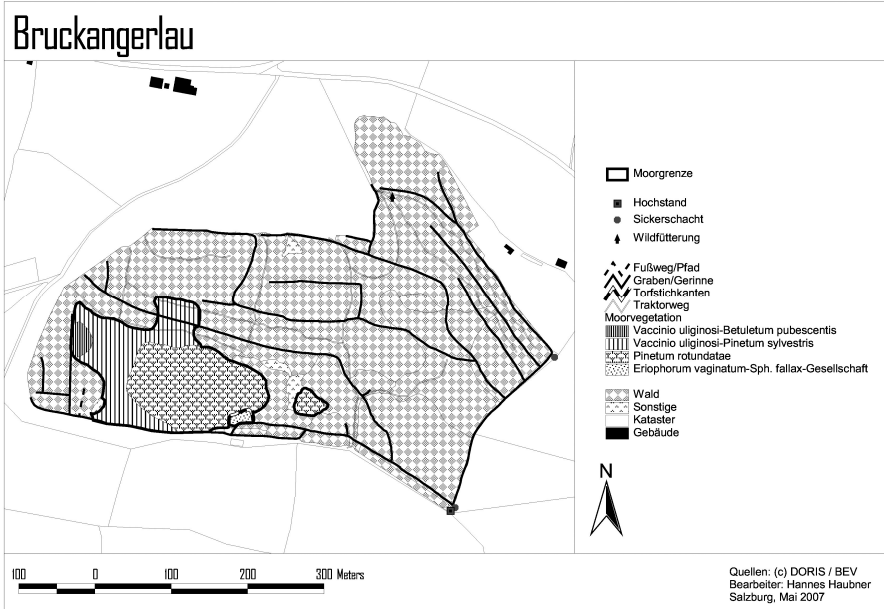 Bruckangerlau
Moorgrenze
Hochstand
Sickerschacht
Wildfütterung
Fußweg/Pfad
Graben/Gerinne
Torfstichkanten
Traktorweg
Moorvegetation
Vaccinio uliginosi-Betuletum pubescentis
Vaccinio uliginosi-Pinetum sylvestris
Pinetum rotundatae
Eriophorum vaginatum-Sph. fallax-Gesellschaft
Wald
Sonstige
Kataster
Gebäude
N
100 0 100 200 300 Meters
Quellen: (c) DORIS / BEV
Bearbeiter: Hannes Haubner
Salzburg, Mai 2007